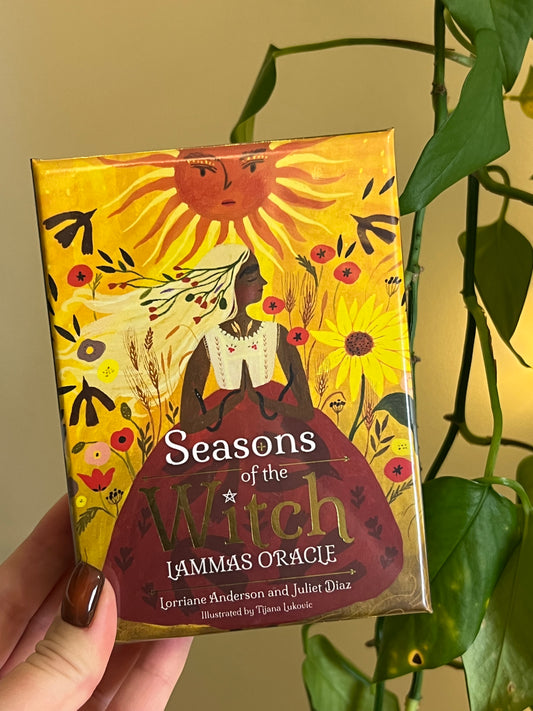 Seasons
of the
Witch
LAMMAS ORACLE
Lorriane Anderson and Juliet Diaz
Illustrated by Tijana Lukovic